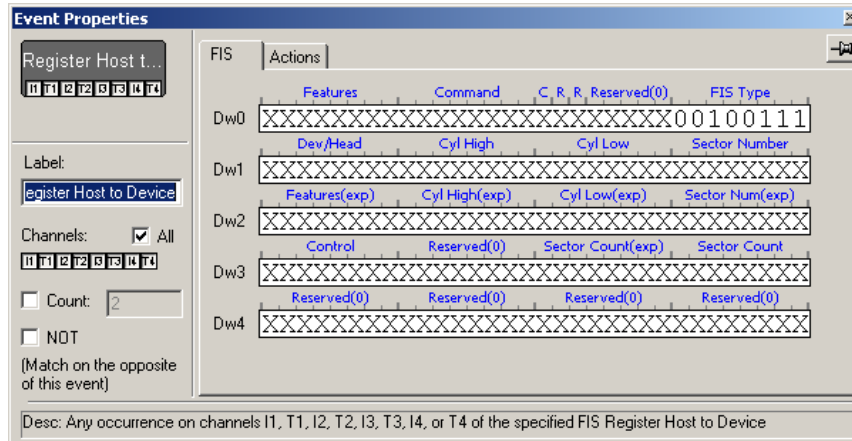 Event Properties
Register Host t...
I1 T1 I2 T2 I3 T3 I4 T4
FIS Actions
Features Command C R R Reserved(0) FIS Type
Dw0 XXXXXXXXXXXXXXXXXXXXXXXX00100111
Dev/Head Cyl High Cyl Low Sector Number
Dw1 XXXXXXXXXXXXXXXXXXXXXXXXXXXXXXXX
Features(exp) Cyl High(exp) Cyl Low(exp) Sector Num(exp)
Dw2 XXXXXXXXXXXXXXXXXXXXXXXXXXXXXXXX
Control Reserved(0) Sector Count(exp) Sector Count
Dw3 XXXXXXXXXXXXXXXXXXXXXXXXXXXXXXXX
Reserved(0) Reserved(0) Reserved(0) Reserved(0)
Dw4 XXXXXXXXXXXXXXXXXXXXXXXXXXXXXXXX
Label:
egister Host to Device
Channels: All
I1 T1 I2 T2 I3 T3 I4 T4
Count: 2
NOT
(Match on the opposite
of this event)
Desc: Any occurrence on channels I1, T1, I2, T2, I3, T3, I4, or T4 of the specified FIS Register Host to Device